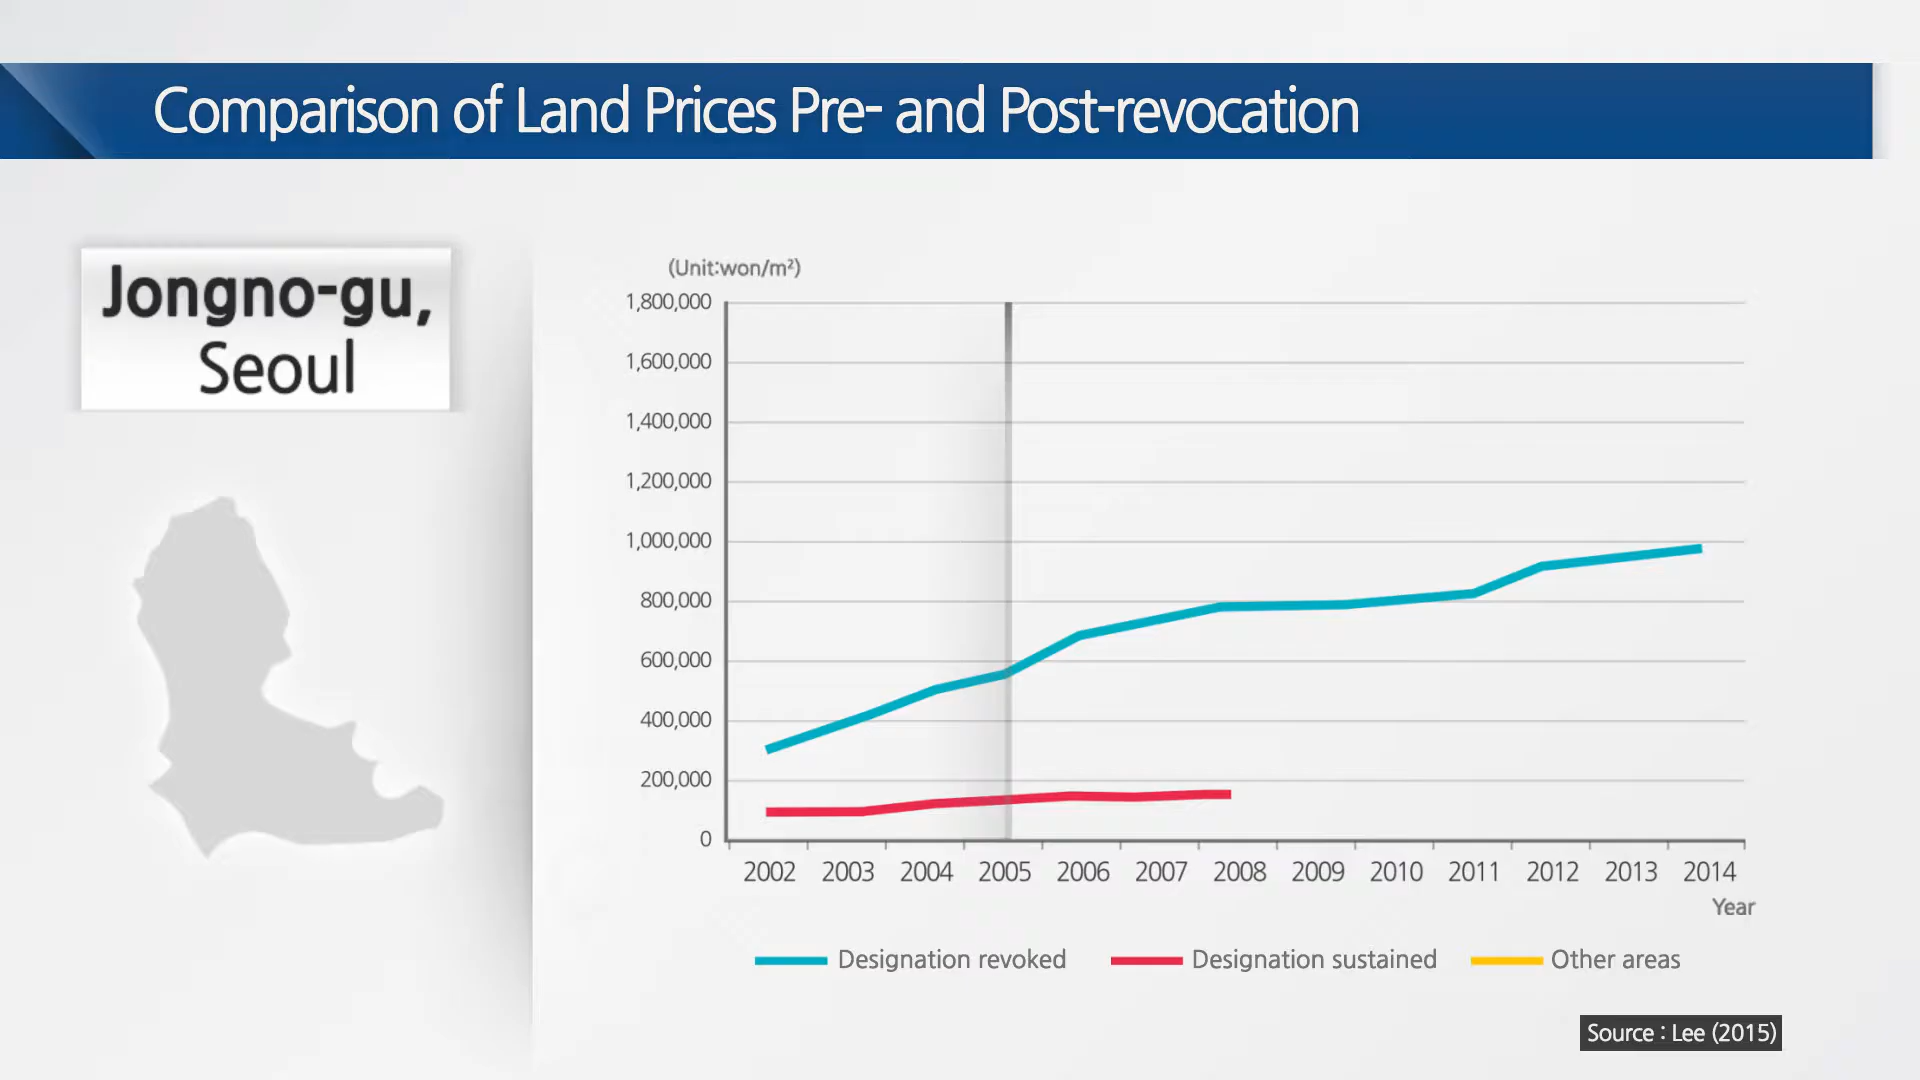 Comparison of Land Prices Pre- and Post-revocation
Jongno-gu,
Seoul
(Unit:won/m²)
1,800,000
1,600,000
1,400,000
1,200,000
1,000,000
800,000
600,000
400,000
200,000
0
2002 2003 2004 2005 2006 2007 2008 2009 2010 2011 2012 2013 2014
Year
Designation revoked Designation sustained Other areas
Source : Lee (2015)